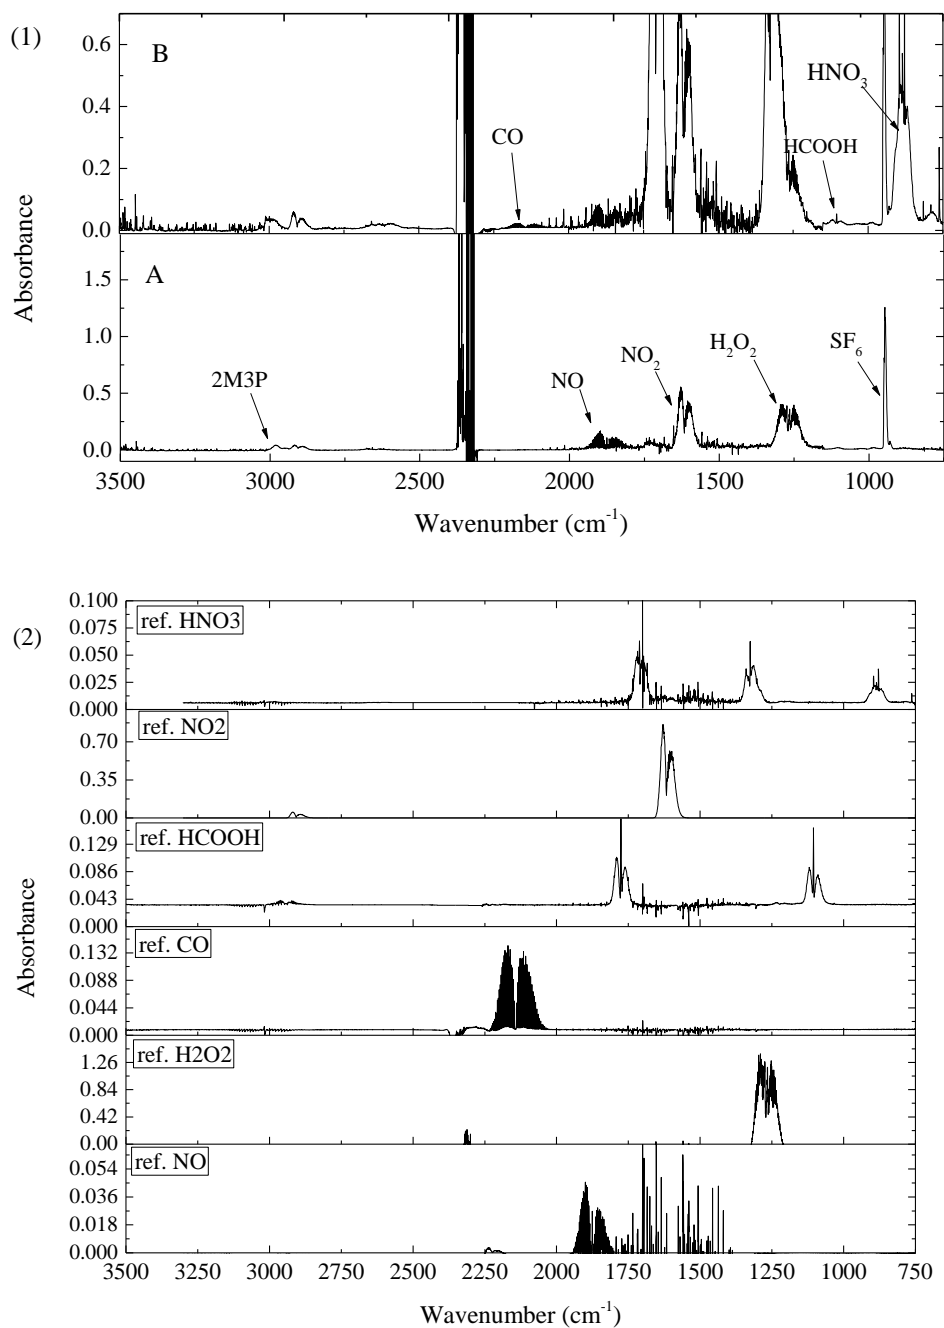 (1)
B
0.6
0.4
0.2
0.0
CO
HCOOH
HNO₃
A
1.5
1.0
0.5
0.0
2M3P
NO
NO₂
H₂O₂
SF₆
Absorbance
3500 3000 2500 2000 1500 1000
Wavenumber (cm⁻¹)
(2)
ref. HNO3
0.100
0.075
0.050
0.025
0.000
ref. NO2
0.70
0.35
0.00
ref. HCOOH
0.129
0.086
0.043
0.000
ref. CO
0.132
0.088
0.044
0.000
ref. H2O2
1.26
0.84
0.42
0.00
ref. NO
0.054
0.036
0.018
0.000
Absorbance
3500 3250 3000 2750 2500 2250 2000 1750 1500 1250 1000 750
Wavenumber (cm⁻¹)